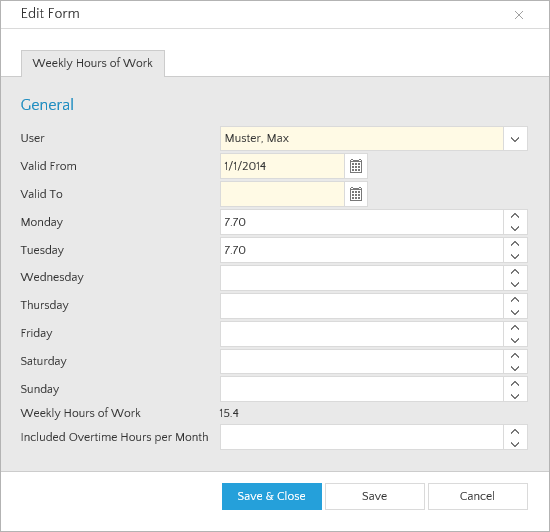 Edit Form
Weekly Hours of Work
General
User Muster, Max
Valid From 1/1/2014
Valid To
Monday 7.70
Tuesday 7.70
Wednesday
Thursday
Friday
Saturday
Sunday
Weekly Hours of Work 15.4
Included Overtime Hours per Month
Save & Close Save Cancel